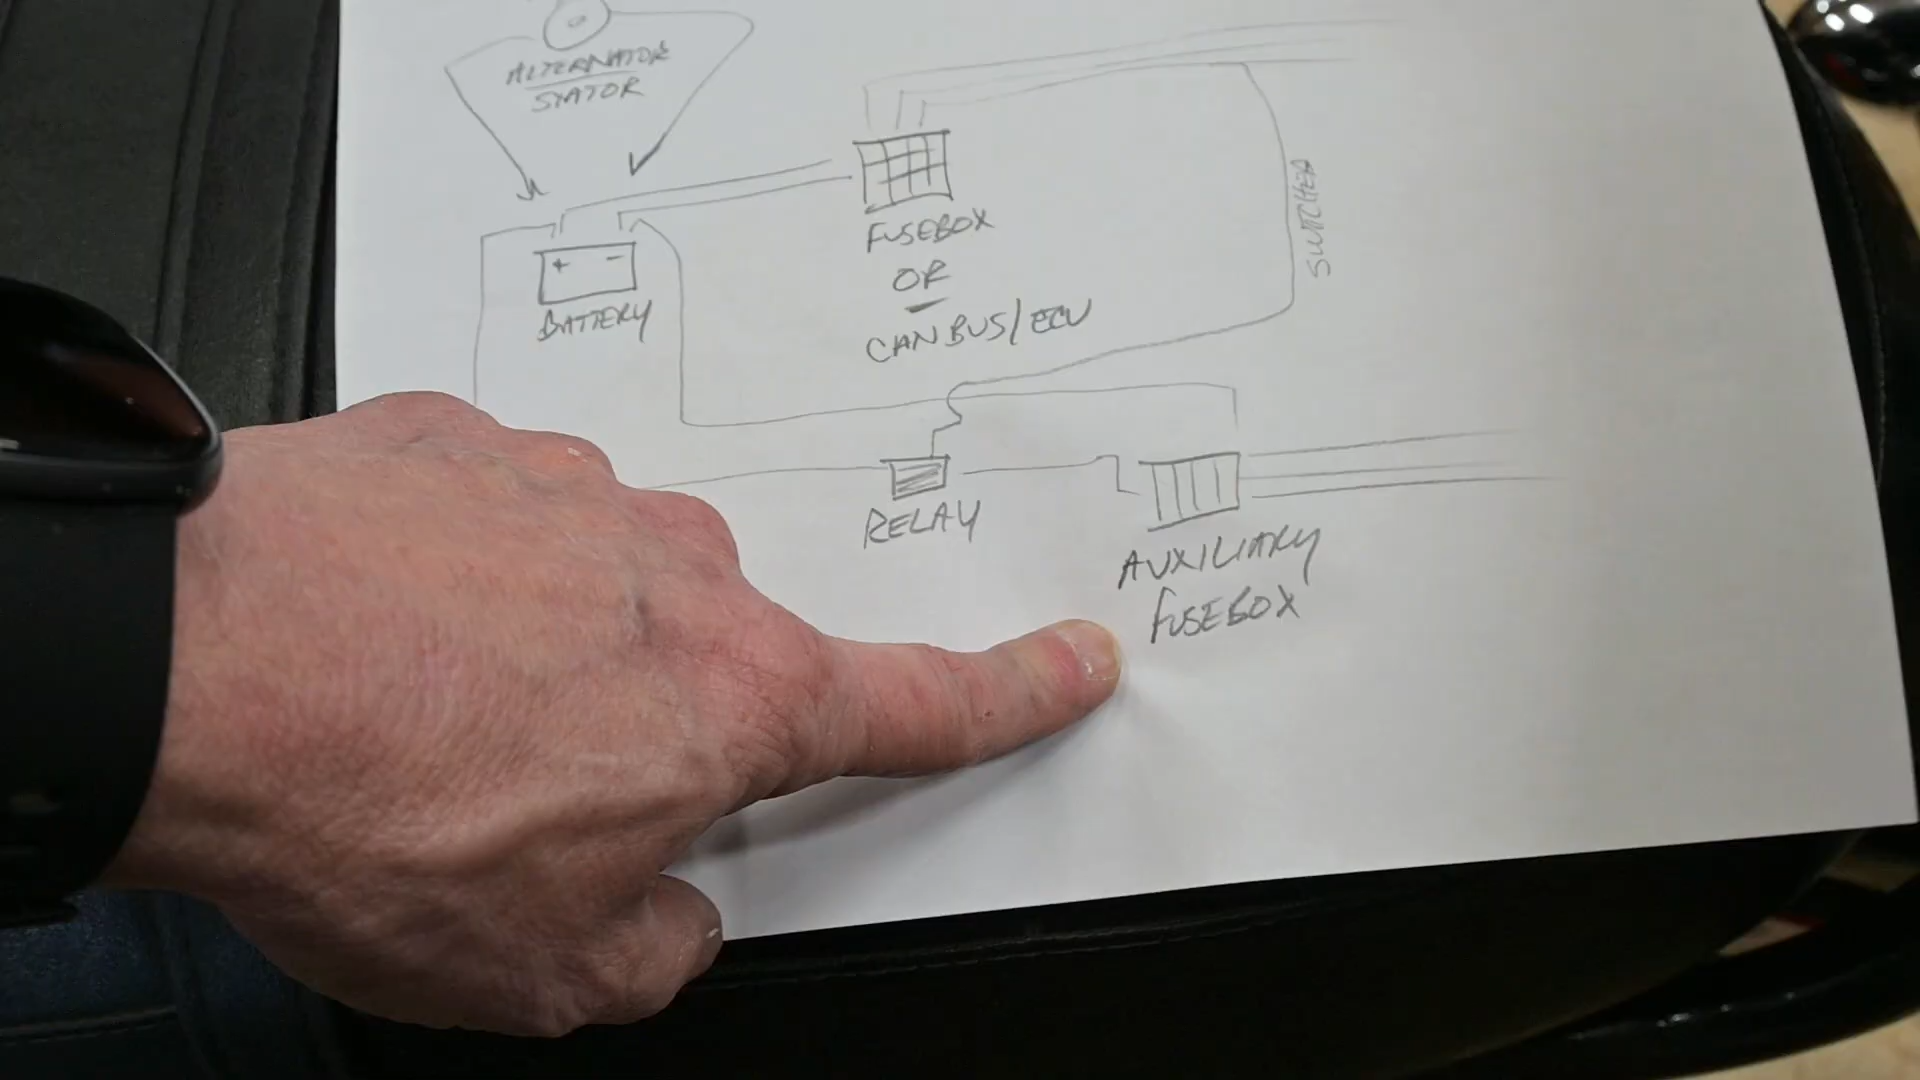 ALTERNATOR
STATOR
FUSEBOX
OR
CANBUS/ECU
SWITCHED
+ -
BATTERY
RELAY
AUXILIARY
FUSEBOX